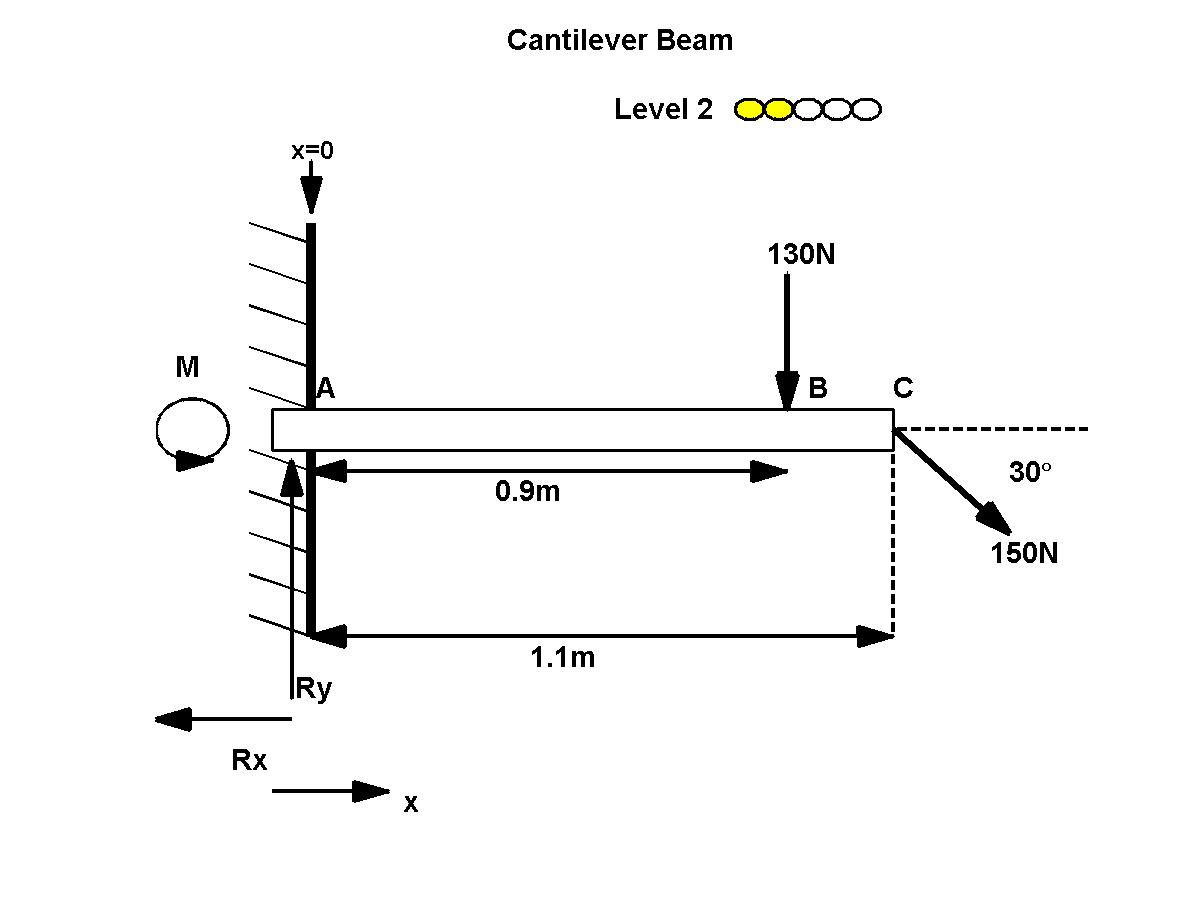 Cantilever Beam
Level 2
x=0
130N
M
A
B
C
0.9m
30°
150N
1.1m
Ry
Rx
x